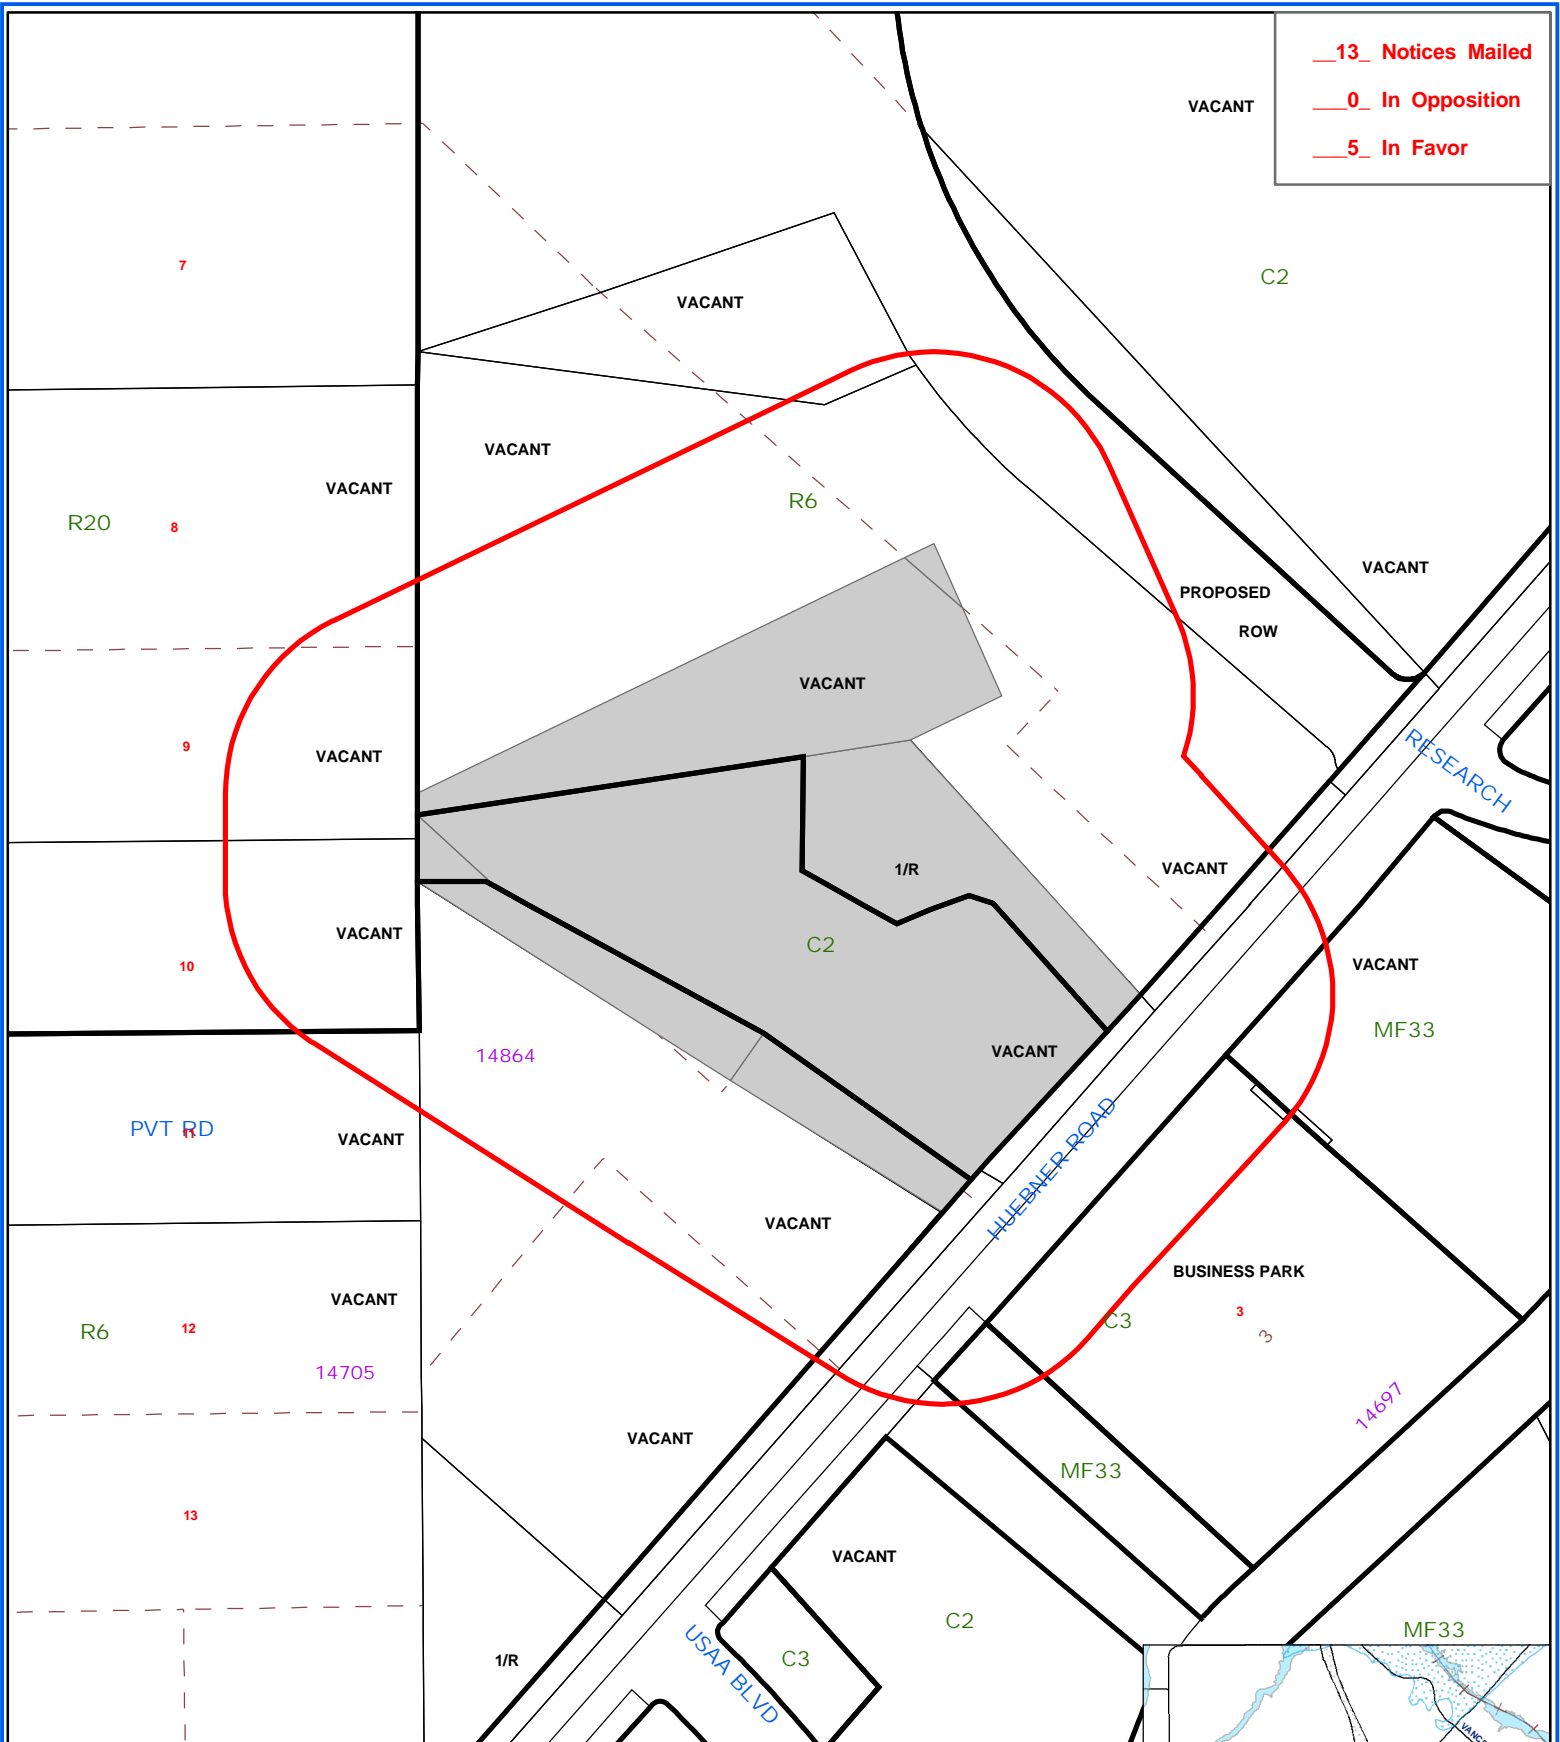 __13_ Notices Mailed
___0_ In Opposition
___5_ In Favor
VACANT
7
C2
VACANT
VACANT
VACANT
R6
R20
8
VACANT
PROPOSED
ROW
VACANT
9
VACANT
RESEARCH
1/R
VACANT
VACANT
C2
10
VACANT
MF33
VACANT
14864
HUEBNER ROAD
PVT RD
11
VACANT
VACANT
BUSINESS PARK
VACANT
3
C3
3
R6
12
14705
14697
VACANT
MF33
13
VACANT
C2
MF33
USAA BLVD
C3
1/R